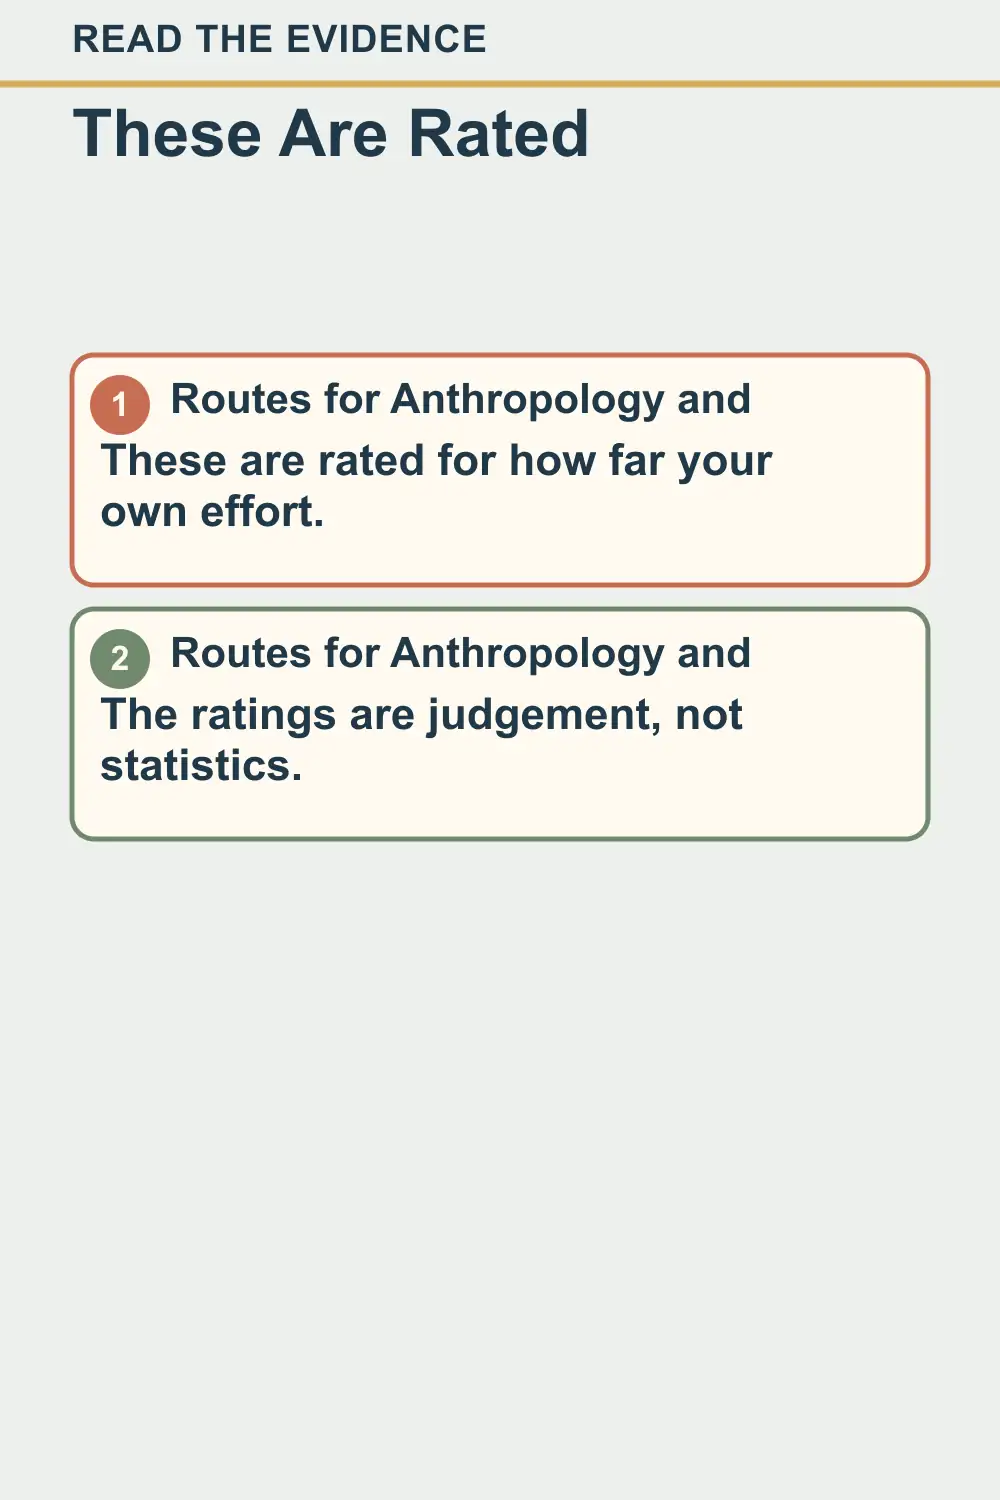 READ THE EVIDENCE
These Are Rated
1 Routes for Anthropology and
These are rated for how far your
own effort.
2 Routes for Anthropology and
The ratings are judgement, not
statistics.